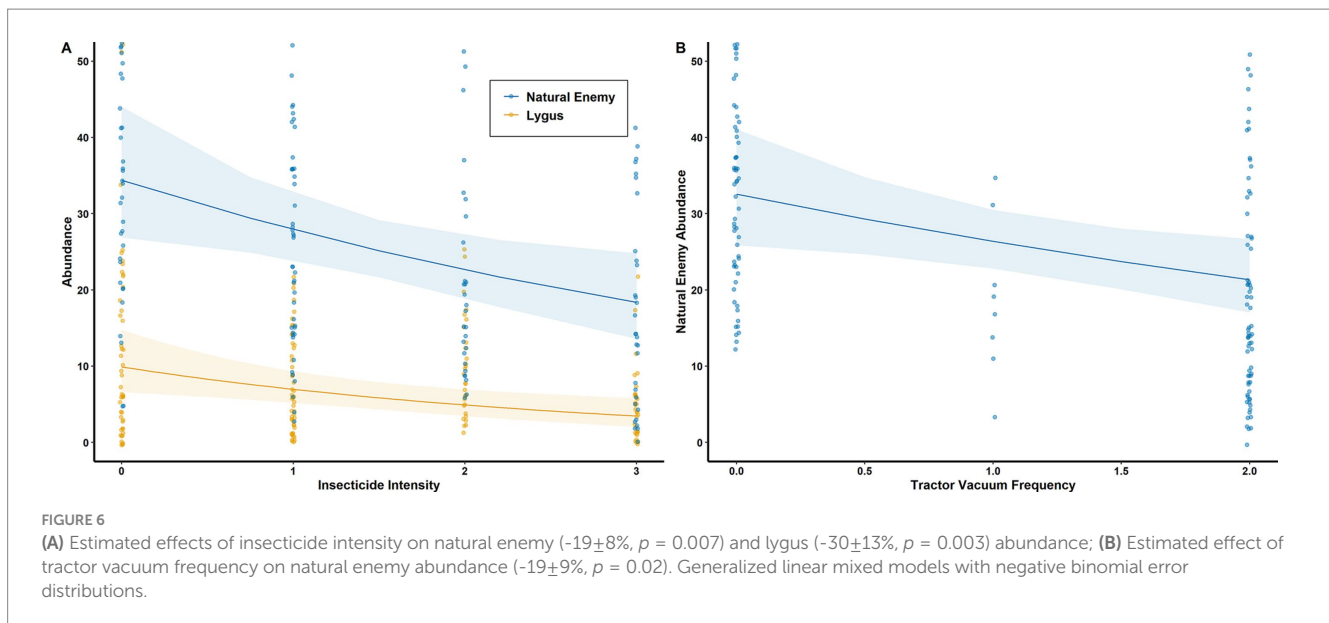 A
B
50
40
30
20
10
0
Abundance
Natural Enemy
Lygus
0
1
2
3
Insecticide Intensity
50
40
30
20
10
0
Natural Enemy Abundance
0.0
0.5
1.0
1.5
2.0
Tractor Vacuum Frequency
FIGURE 6
(A) Estimated effects of insecticide intensity on natural enemy (-19±8%, p = 0.007) and lygus (-30±13%, p = 0.003) abundance; (B) Estimated effect of
tractor vacuum frequency on natural enemy abundance (-19±9%, p = 0.02). Generalized linear mixed models with negative binomial error
distributions.